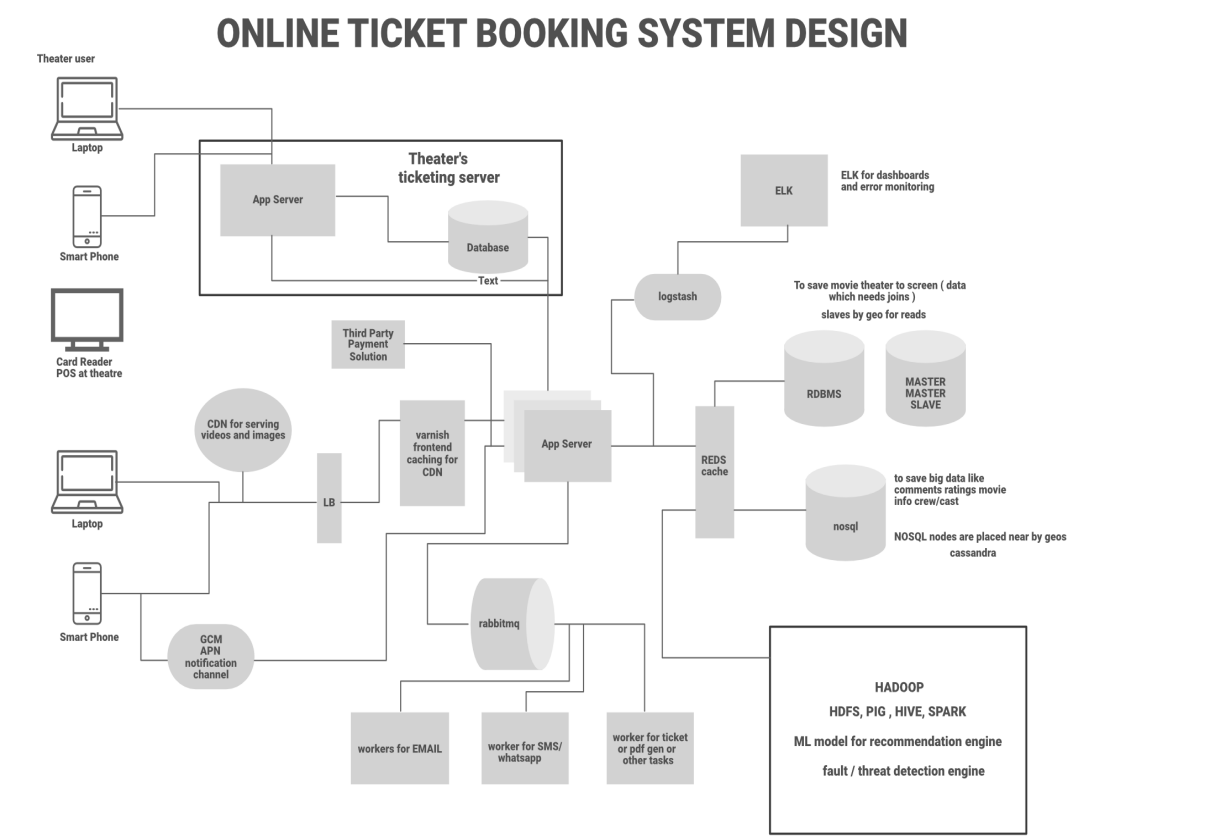 ONLINE TICKET BOOKING SYSTEM DESIGN
Theater user
Laptop
Smart Phone
Card Reader
POS at theatre
Theater's
ticketing server
App Server
Database
Text
ELK
ELK for dashboards
and error monitoring
logstash
To save movie theater to screen ( data
which needs joins )
slaves by geo for reads
RDBMS
MASTER
MASTER
SLAVE
Third Party
Payment
Solution
CDN for serving
videos and images
varnish
frontend
caching for
CDN
App Server
REDS
cache
LB
Laptop
nosql
to save big data like
comments ratings movie
info crew/cast
NOSQL nodes are placed near by geos
cassandra
Smart Phone
GCM
APN
notification
channel
rabbitmq
workers for EMAIL
worker for SMS/
whatsapp
worker for ticket
or pdf gen or
other tasks
HADOOP
HDFS, PIG , HIVE, SPARK
ML model for recommendation engine
fault / threat detection engine